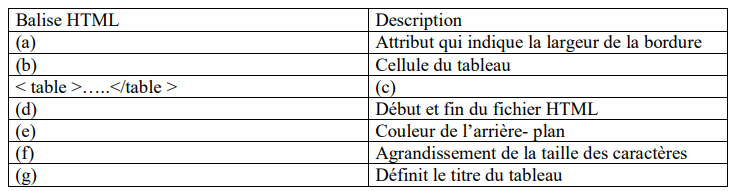 Balise HTML Description
(a) Attribut qui indique la largeur de la bordure
(b) Cellule du tableau
< table >…..</table > (c)
(d) Début et fin du fichier HTML
(e) Couleur de l’arrière- plan
(f) Agrandissement de la taille des caractères
(g) Définit le titre du tableau